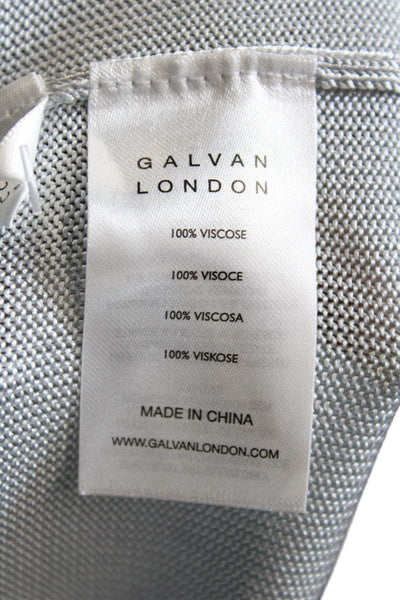 GALVAN
LONDON
100% VISCOSE
100% VISOCE
100% VISCOSA
100% VISKOSE
MADE IN CHINA
WWW.GALVANLONDON.COM